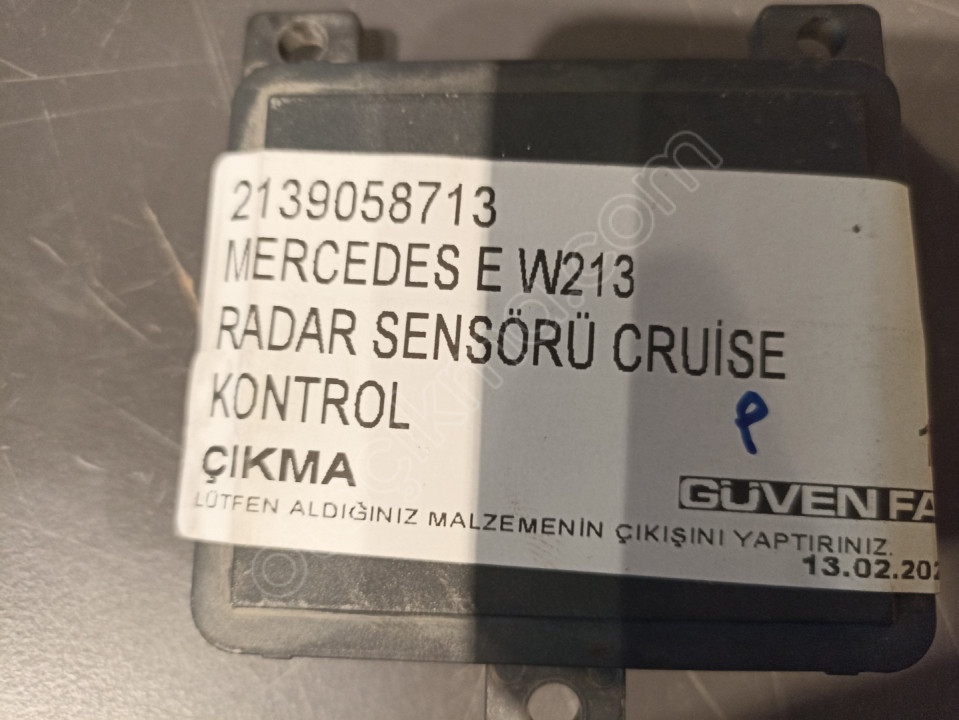 2139058713
MERCEDES E W213
RADAR SENSÖRÜ CRUİSE
KONTROL
ÇIKMA
GÜVEN FA
LÜTFEN ALDIĞINIZ MALZEMENİN ÇIKIŞINI YAPTIRINIZ.
13.02.202